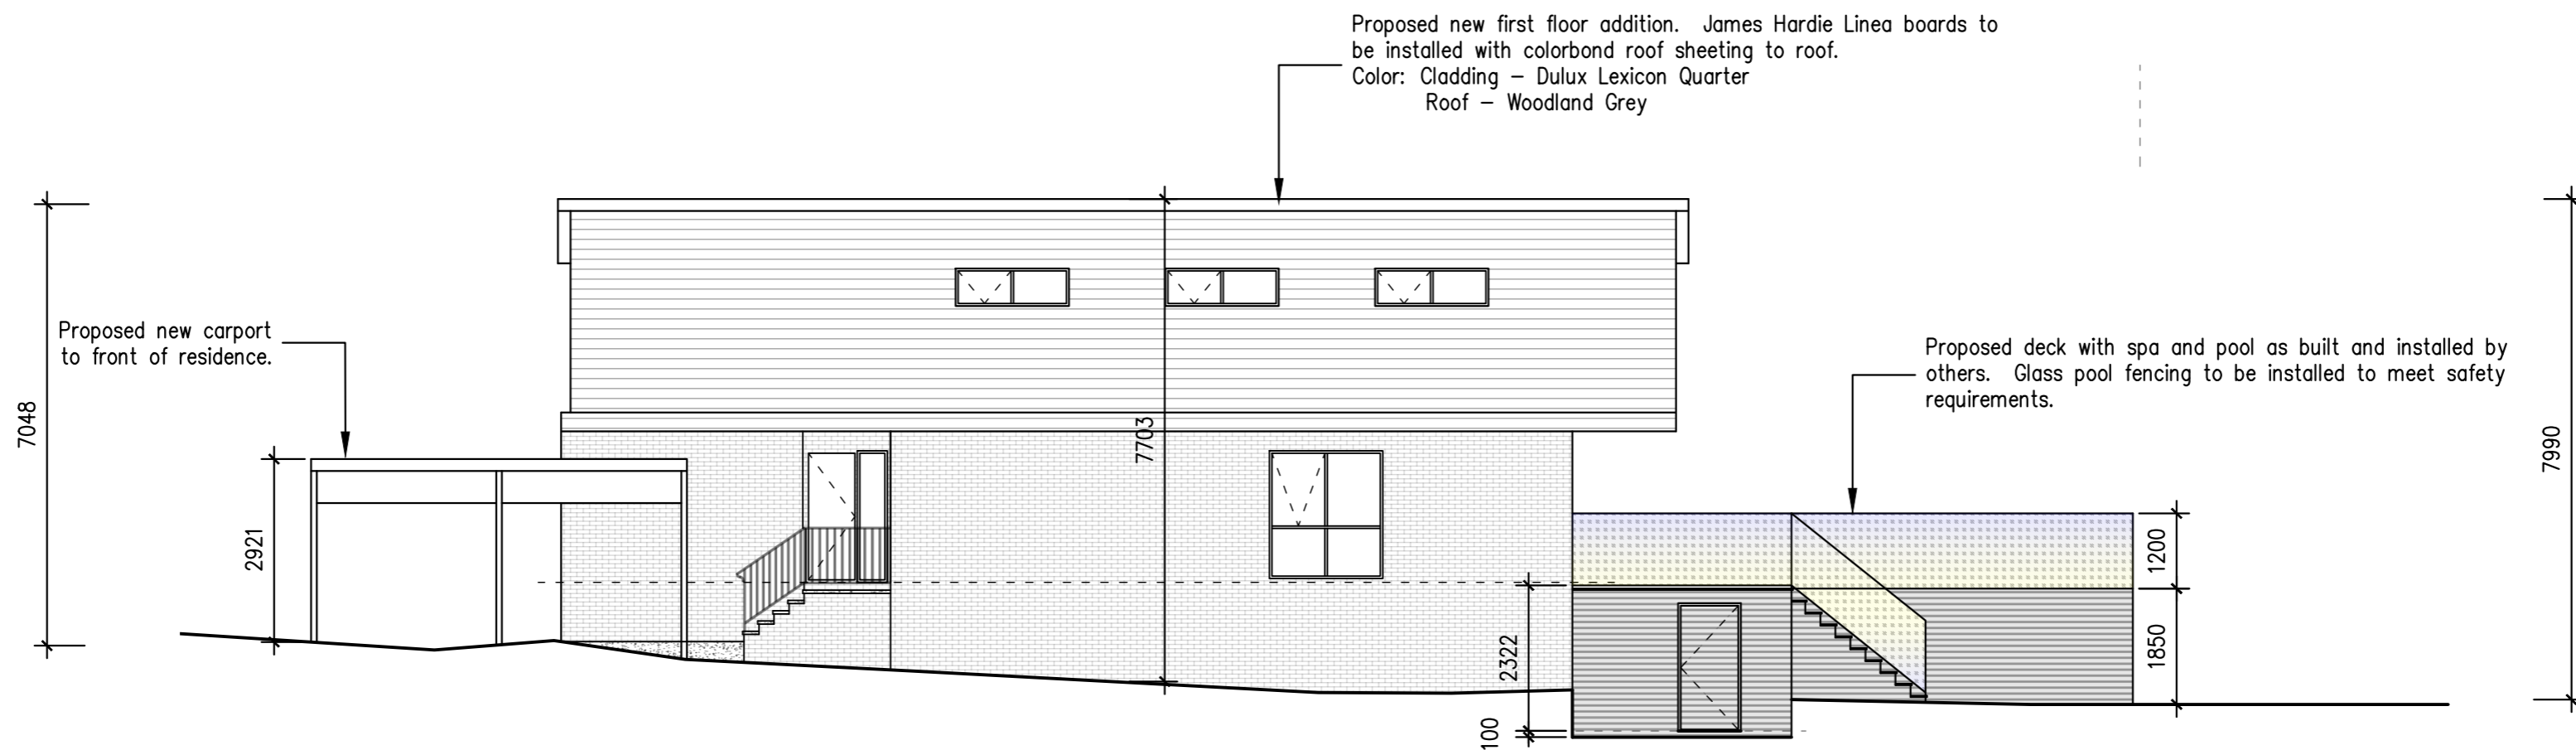 Proposed new first floor addition. James Hardie Linea boards to
be installed with colorbond roof sheeting to roof.
Color: Cladding – Dulux Lexicon Quarter
Roof – Woodland Grey
Proposed new carport
to front of residence.
Proposed deck with spa and pool as built and installed by
others. Glass pool fencing to be installed to meet safety
requirements.
7048
2921
7703
2322
100
1200
1850
7990